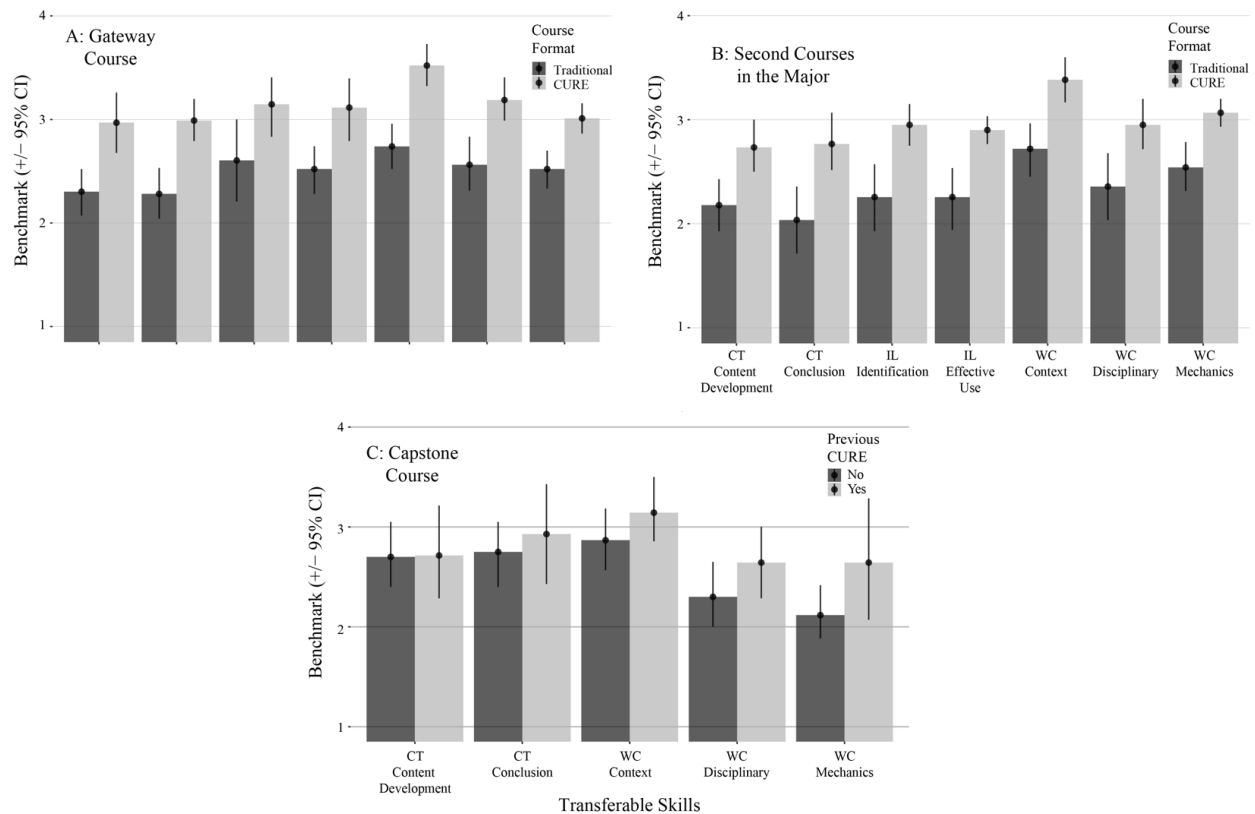 A: Gateway
Course
Course
Format
Traditional
CURE
Benchmark (+/− 95% CI)
4
3
2
1
B: Second Courses
in the Major
Course
Format
Traditional
CURE
Benchmark (+/− 95% CI)
4
3
2
1
CT
Content
Development
CT
Conclusion
IL
Identification
IL
Effective
Use
WC
Context
WC
Disciplinary
WC
Mechanics
C: Capstone
Course
Previous
CURE
No
Yes
Benchmark (+/− 95% CI)
4
3
2
1
CT
Content
Development
CT
Conclusion
WC
Context
WC
Disciplinary
WC
Mechanics
Transferable Skills